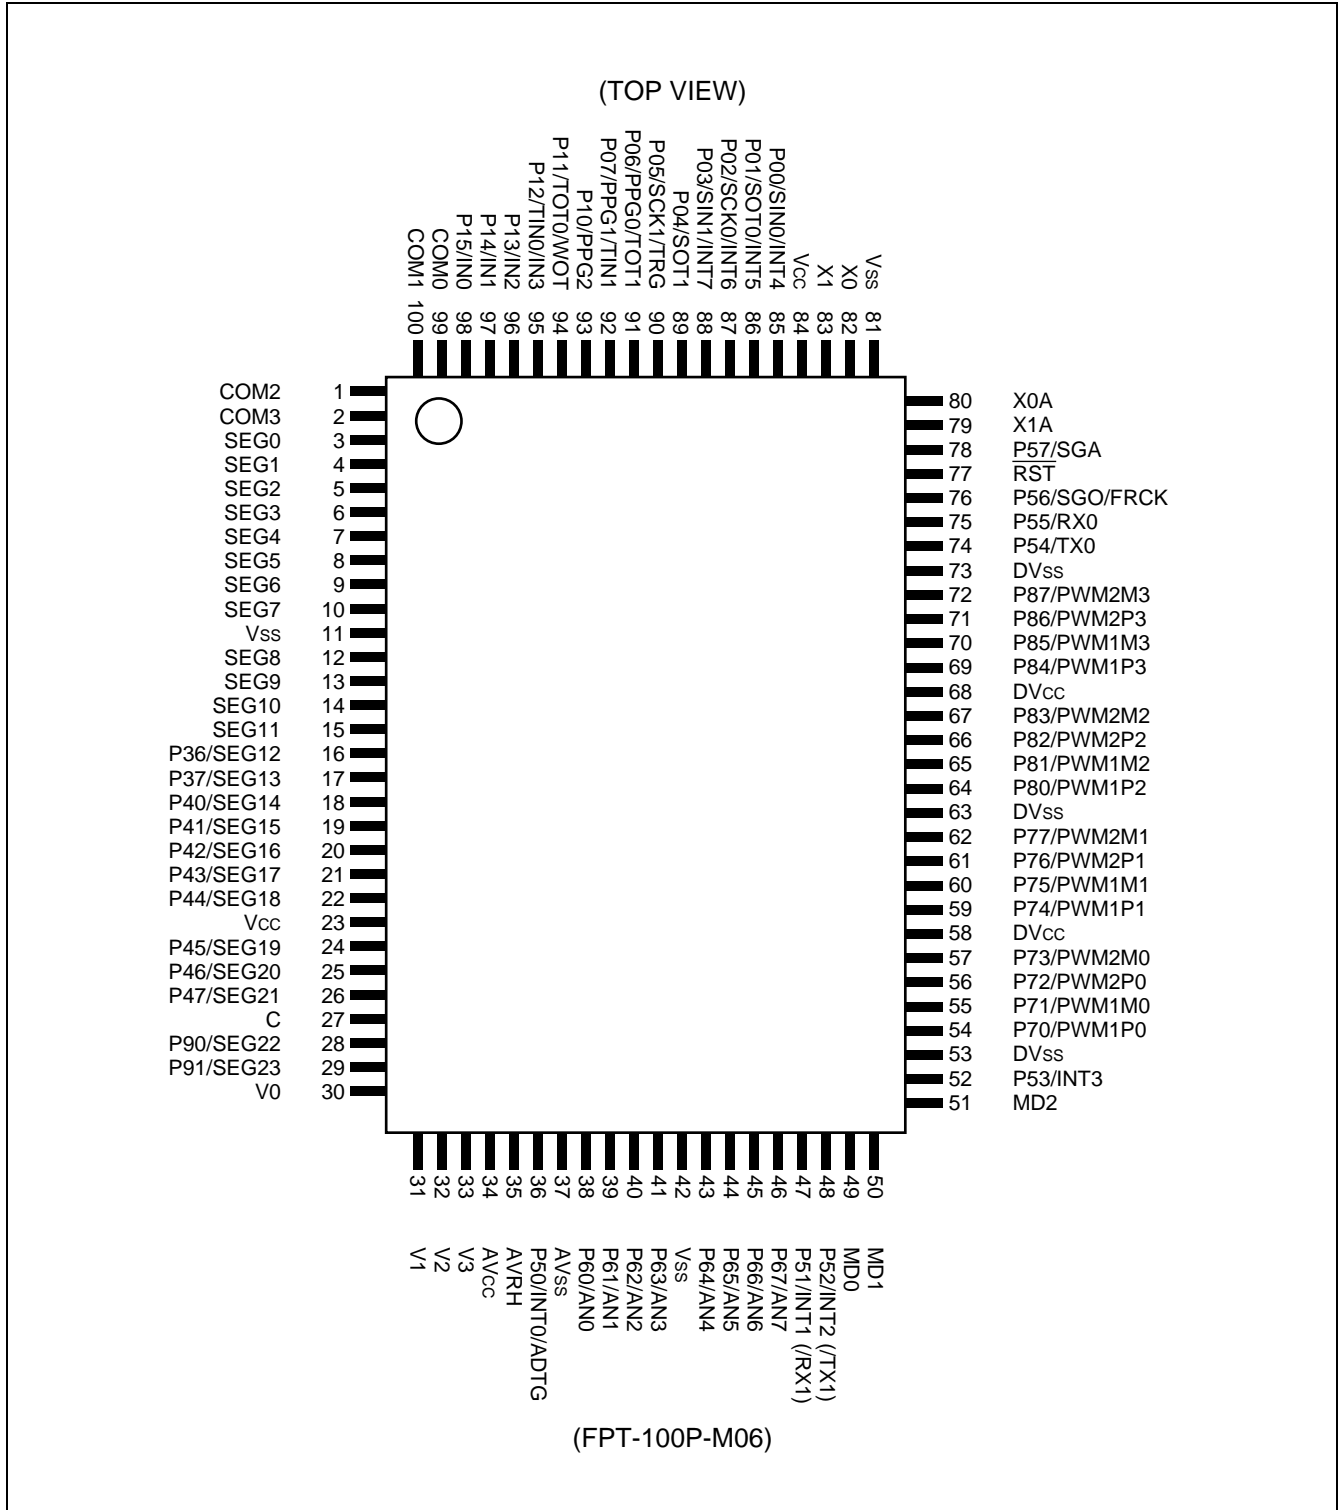 (TOP VIEW)
COM1 100
COM0 99
P15/IN0 98
P14/IN1 97
P13/IN2 96
P12/TIN0/IN3 95
P11/TOT0/WOT 94
P10/PPG2 93
P07/PPG1/TIN1 92
P06/PPG0/TOT1 91
P05/SCK1/TRG 90
P04/SOT1 89
P03/SIN1/INT7 88
P02/SCK0/INT6 87
P01/SOT0/INT5 86
P00/SIN0/INT4 85
Vcc 84
X1 83
X0 82
Vss 81
COM2 1
COM3 2
SEG0 3
SEG1 4
SEG2 5
SEG3 6
SEG4 7
SEG5 8
SEG6 9
SEG7 10
Vss 11
SEG8 12
SEG9 13
SEG10 14
SEG11 15
P36/SEG12 16
P37/SEG13 17
P40/SEG14 18
P41/SEG15 19
P42/SEG16 20
P43/SEG17 21
P44/SEG18 22
Vcc 23
P45/SEG19 24
P46/SEG20 25
P47/SEG21 26
C 27
P90/SEG22 28
P91/SEG23 29
V0 30
80 X0A
79 X1A
78 P57/SGA
77 RST
76 P56/SGO/FRCK
75 P55/RX0
74 P54/TX0
73 DVss
72 P87/PWM2M3
71 P86/PWM2P3
70 P85/PWM1M3
69 P84/PWM1P3
68 DVcc
67 P83/PWM2M2
66 P82/PWM2P2
65 P81/PWM1M2
64 P80/PWM1P2
63 DVss
62 P77/PWM2M1
61 P76/PWM2P1
60 P75/PWM1M1
59 P74/PWM1P1
58 DVcc
57 P73/PWM2M0
56 P72/PWM2P0
55 P71/PWM1M0
54 P70/PWM1P0
53 DVss
52 P53/INT3
51 MD2
31 V1
32 V2
33 V3
34 AVcc
35 AVRH
36 P50/INT0/ADTG
37 AVss
38 P60/AN0
39 P61/AN1
40 P62/AN2
41 P63/AN3
42 Vss
43 P64/AN4
44 P65/AN5
45 P66/AN6
46 P67/AN7
47 P51/INT1 (/RX1)
48 P52/INT2 (/TX1)
49 MD0
50 MD1
(FPT-100P-M06)